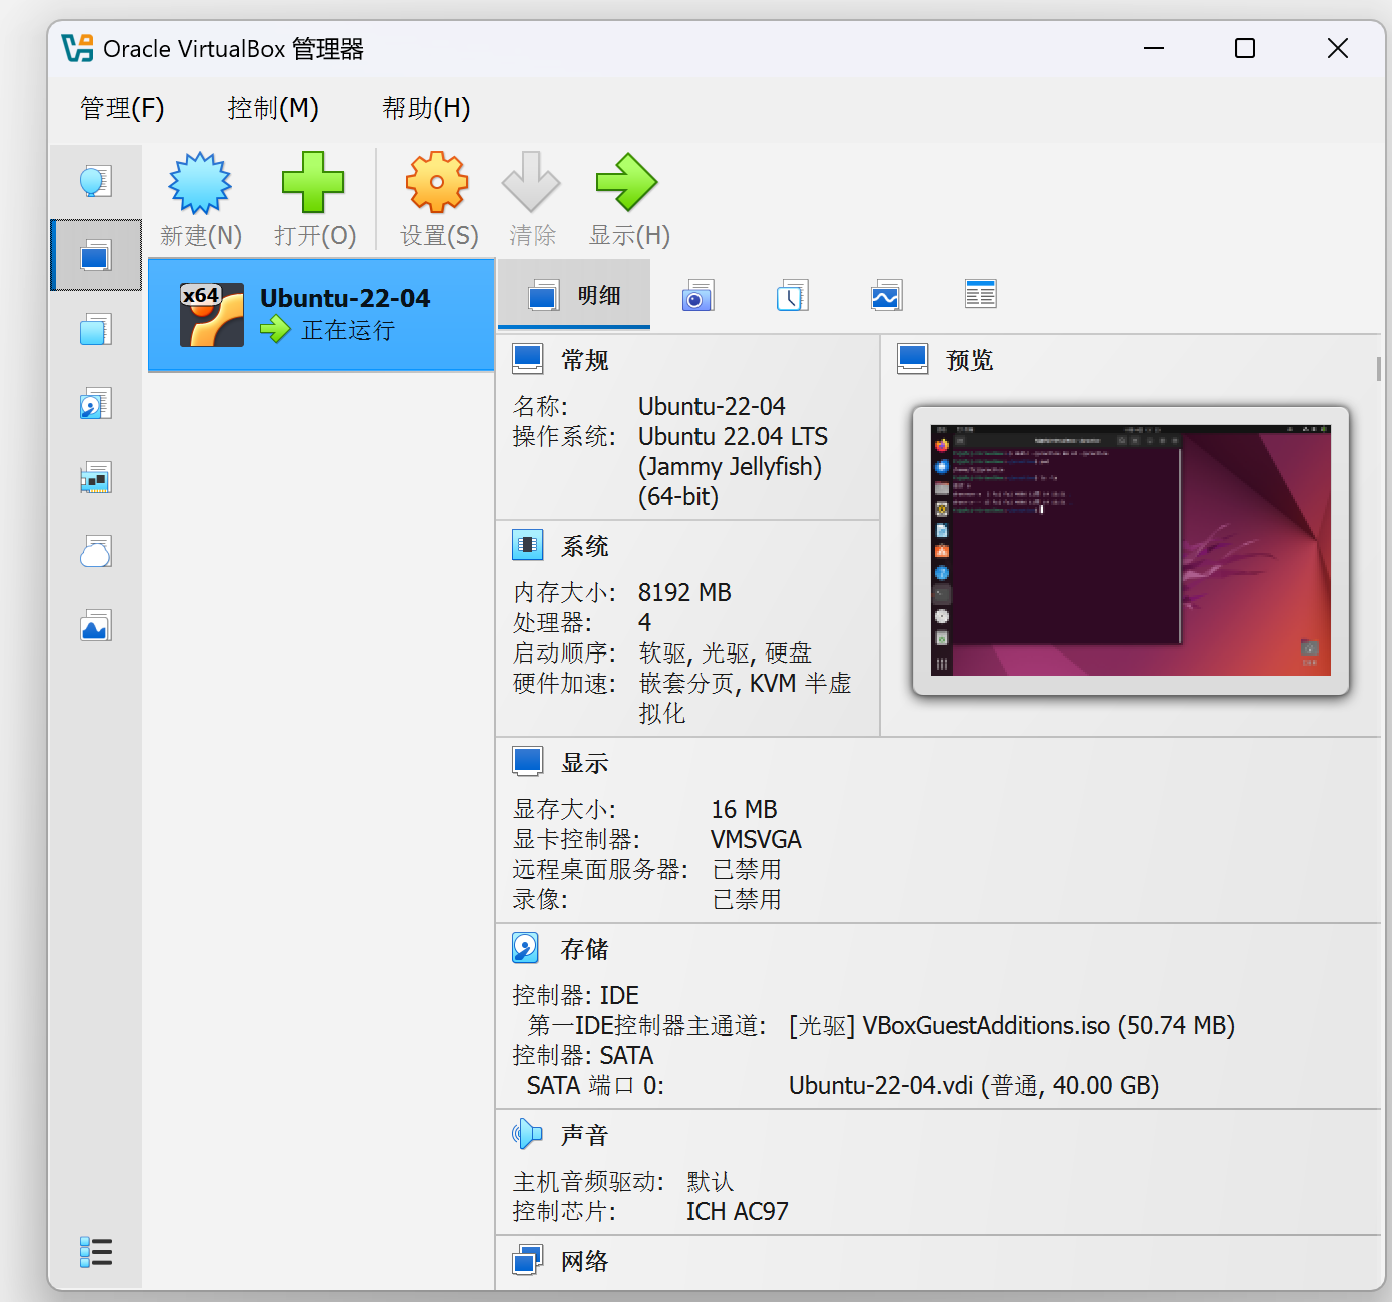 Oracle VirtualBox 管理器
管理(F) 控制(M) 帮助(H)
新建(N) 打开(O) 设置(S) 清除 显示(H)
x64
Ubuntu-22-04
正在运行
明细
常规
名称: Ubuntu-22-04
操作系统: Ubuntu 22.04 LTS
(Jammy Jellyfish)
(64-bit)
预览
系统
内存大小: 8192 MB
处理器: 4
启动顺序: 软驱, 光驱, 硬盘
硬件加速: 嵌套分页, KVM 半虚
拟化
显示
显存大小: 16 MB
显卡控制器: VMSVGA
远程桌面服务器: 已禁用
录像: 已禁用
存储
控制器: IDE
第一IDE控制器主通道: [光驱] VBoxGuestAdditions.iso (50.74 MB)
控制器: SATA
SATA 端口 0: Ubuntu-22-04.vdi (普通, 40.00 GB)
声音
主机音频驱动: 默认
控制芯片: ICH AC97
网络